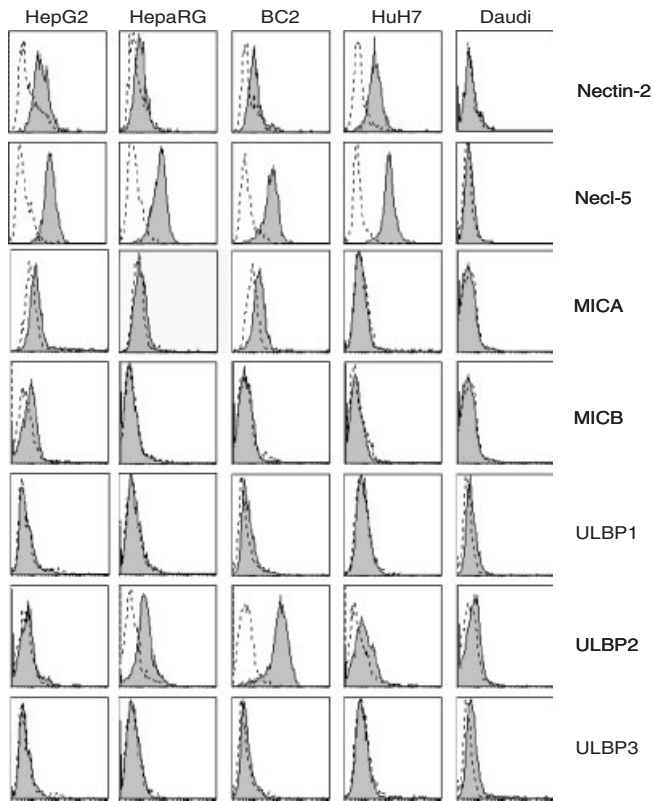 HepG2 HepaRG BC2 HuH7 Daudi
Nectin-2
Necl-5
MICA
MICB
ULBP1
ULBP2
ULBP3